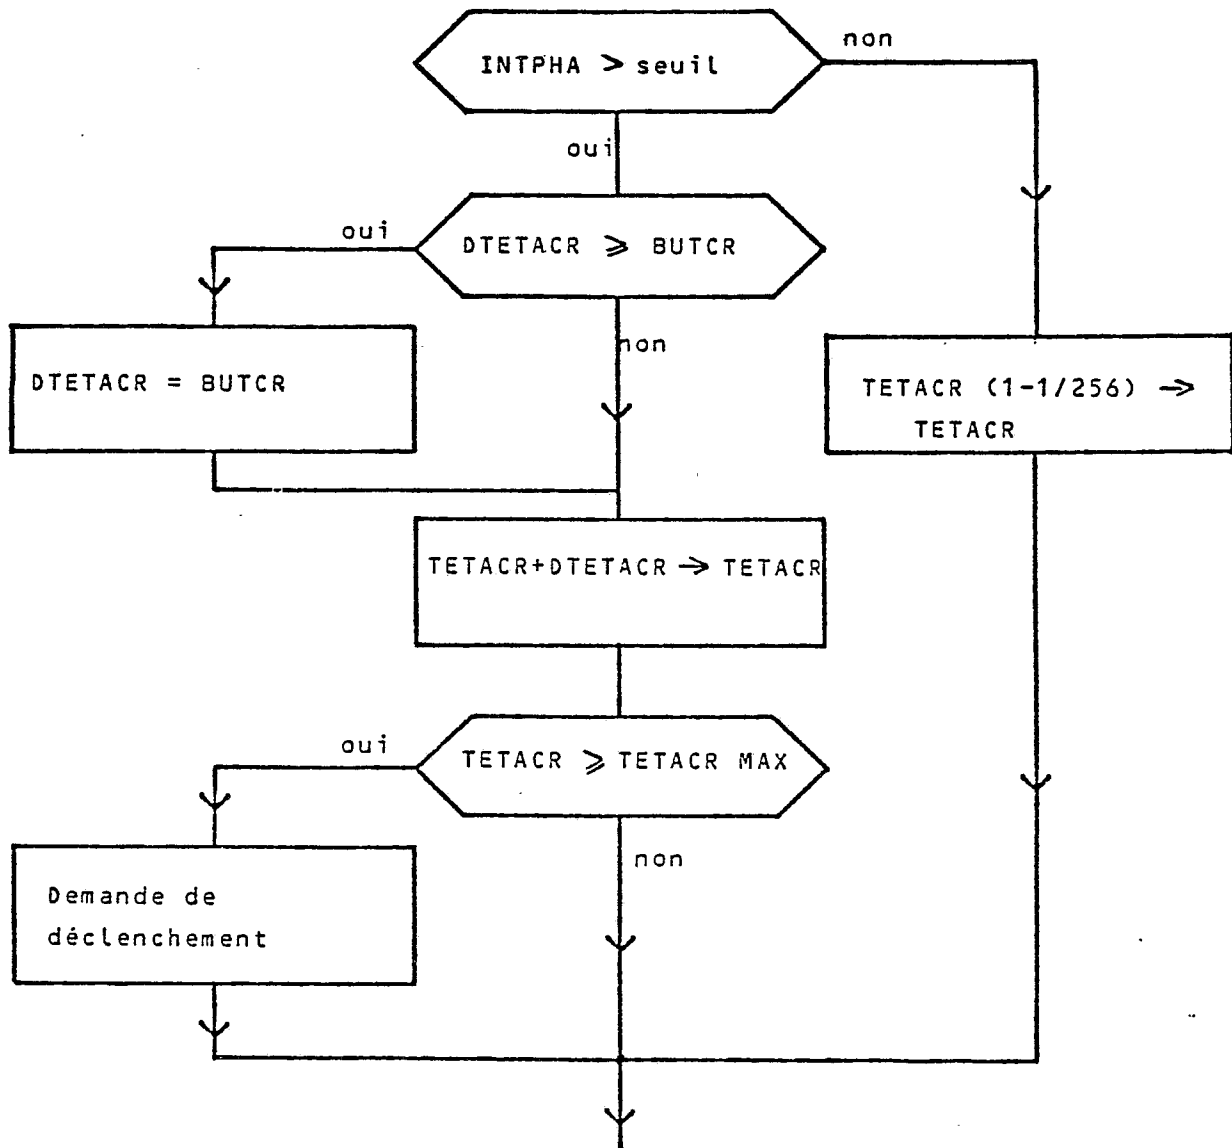 non
INTPHA > seuil
oui
oui
DTETACR ⩾ BUTCR
non
DTETACR = BUTCR
TETACR (1-1/256) →
TETACR
TETACR+DTETACR → TETACR
oui
TETACR ⩾ TETACR MAX
non
Demande de
déclenchement